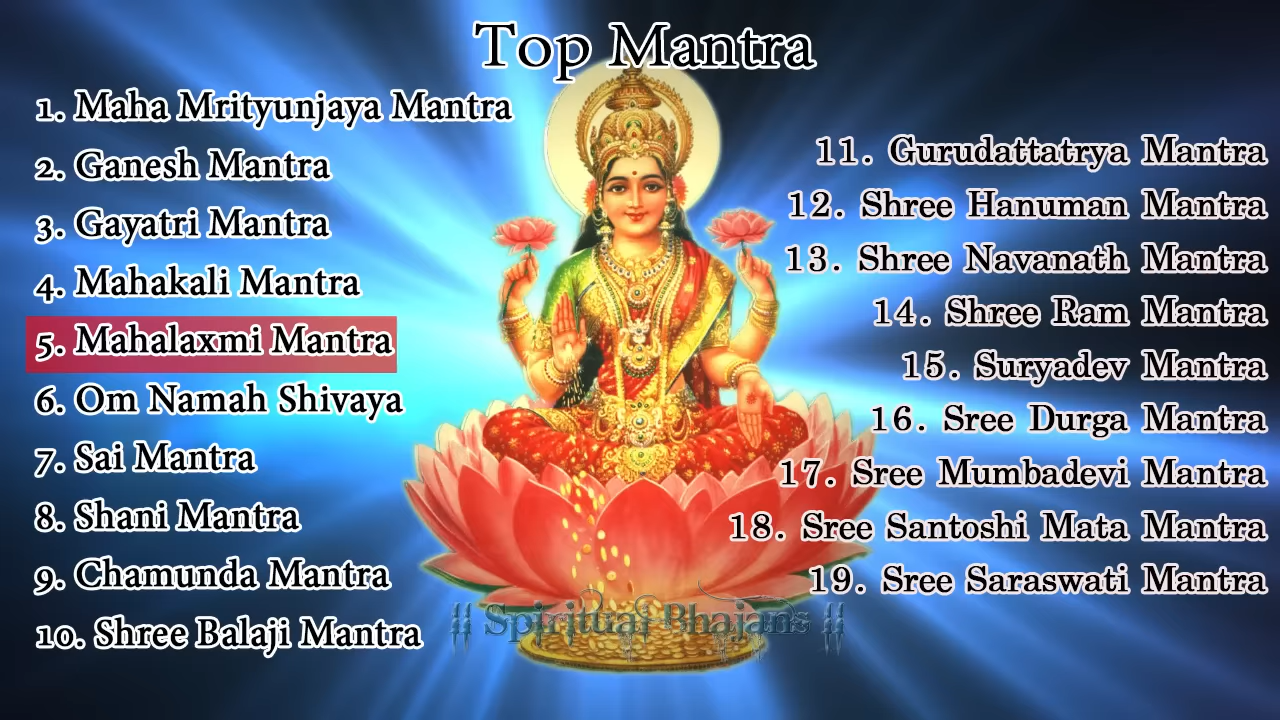 Top Mantra
1. Maha Mrityunjaya Mantra
2. Ganesh Mantra
3. Gayatri Mantra
4. Mahakali Mantra
5. Mahalaxmi Mantra
6. Om Namah Shivaya
7. Sai Mantra
8. Shani Mantra
9. Chamunda Mantra
10. Shree Balaji Mantra
11. Gurudattatrya Mantra
12. Shree Hanuman Mantra
13. Shree Navanath Mantra
14. Shree Ram Mantra
15. Suryadev Mantra
16. Sree Durga Mantra
17. Sree Mumbadevi Mantra
18. Sree Santoshi Mata Mantra
19. Sree Saraswati Mantra
|| Spiritual Bhajans ||